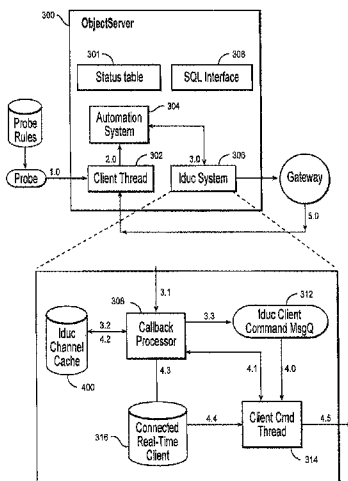 300
ObjectServer
301
308
Status table
SQL Interface
304
Automation
System
Probe
Rules
2.0
302
3.0
306
Probe
1.0
Client Thread
Iduc System
Gateway
5.0
3.1
308
312
3.2
4.2
Callback
Processor
3.3
Iduc Client
Command MsgQ
Iduc
Channel
Cache
400
4.3
4.1
4.0
316
Connected
Real-Time
Client
4.4
Client Cmd
Thread
4.5
314